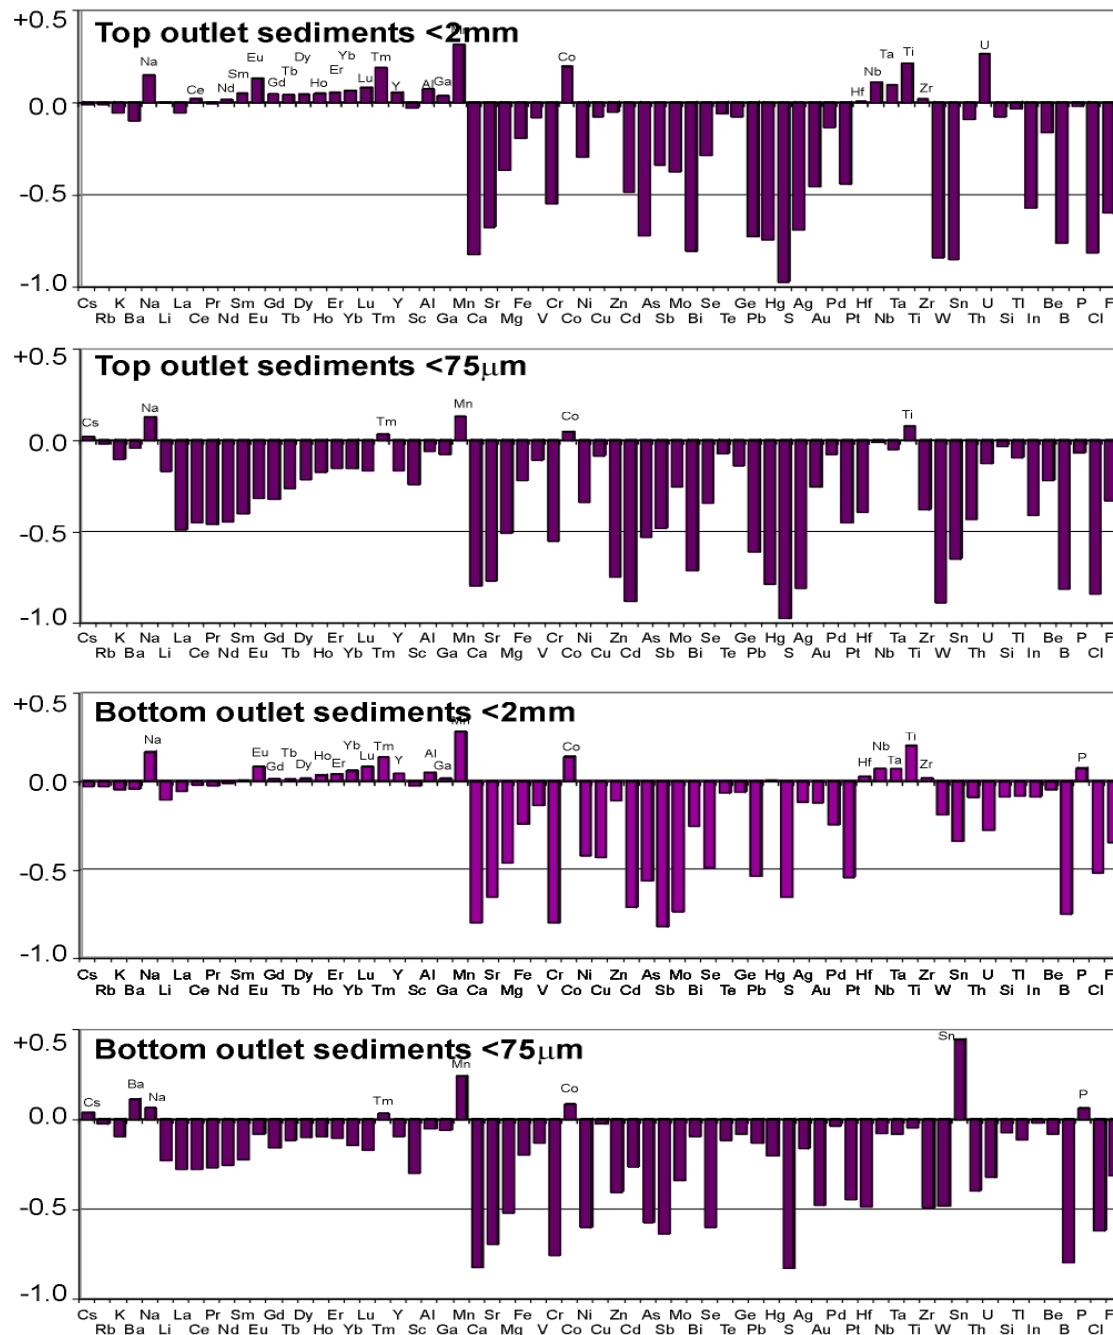 +0.5
Top outlet sediments <2mm
Na Ce Nd Sm Eu Gd Tb Dy Ho Er Yb Lu Tm Y Al Ga Mn Co Hf Nb Ta Ti Zr U
0.0
-0.5
-1.0
Cs K Na La Pr Sm Gd Dy Er Lu Y Al Mn Sr Fe Cr Ni Zn As Mo Se Ge Hg Ag Pd Hf Ta Zr Sn U Tl Be P F
Rb Ba Li Ce Nd Eu Tb Ho Yb Tm Sc Ga Ca Mg V Co Cu Cd Sb Bi Te Pb S Au Pt Nb Ti W Th Si In B Cl
+0.5
Top outlet sediments <75μm
Cs Na Tm Mn Co Ti
0.0
-0.5
-1.0
Cs K Na La Pr Sm Gd Dy Er Lu Y Al Mn Sr Fe Cr Ni Zn As Mo Se Ge Hg Ag Pd Hf Ta Zr Sn U Tl Be P F
Rb Ba Li Ce Nd Eu Tb Ho Yb Tm Sc Ga Ca Mg V Co Cu Cd Sb Bi Te Pb S Au Pt Nb Ti W Th Si In B Cl
+0.5
Bottom outlet sediments <2mm
Na Eu Gd Tb Dy Ho Er Yb Lu Tm Y Al Ga Mn Co Hf Nb Ta Ti Zr P
0.0
-0.5
-1.0
Cs K Na La Pr Sm Gd Dy Er Lu Y Al Mn Sr Fe Cr Ni Zn As Mo Se Ge Hg Ag Pd Hf Ta Zr Sn U Tl Be P F
Rb Ba Li Ce Nd Eu Tb Ho Yb Tm Sc Ga Ca Mg V Co Cu Cd Sb Bi Te Pb S Au Pt Nb Ti W Th Si In B Cl
+0.5
Bottom outlet sediments <75μm
Cs Ba Na Tm Mn Co Sn P
0.0
-0.5
-1.0
Cs K Na La Pr Sm Gd Dy Er Lu Y Al Mn Sr Fe Cr Ni Zn As Mo Se Ge Hg Ag Pd Hf Ta Zr Sn U Tl Be P F
Rb Ba Li Ce Nd Eu Tb Ho Yb Tm Sc Ga Ca Mg V Co Cu Cd Sb Bi Te Pb S Au Pt Nb Ti W Th Si In B Cl